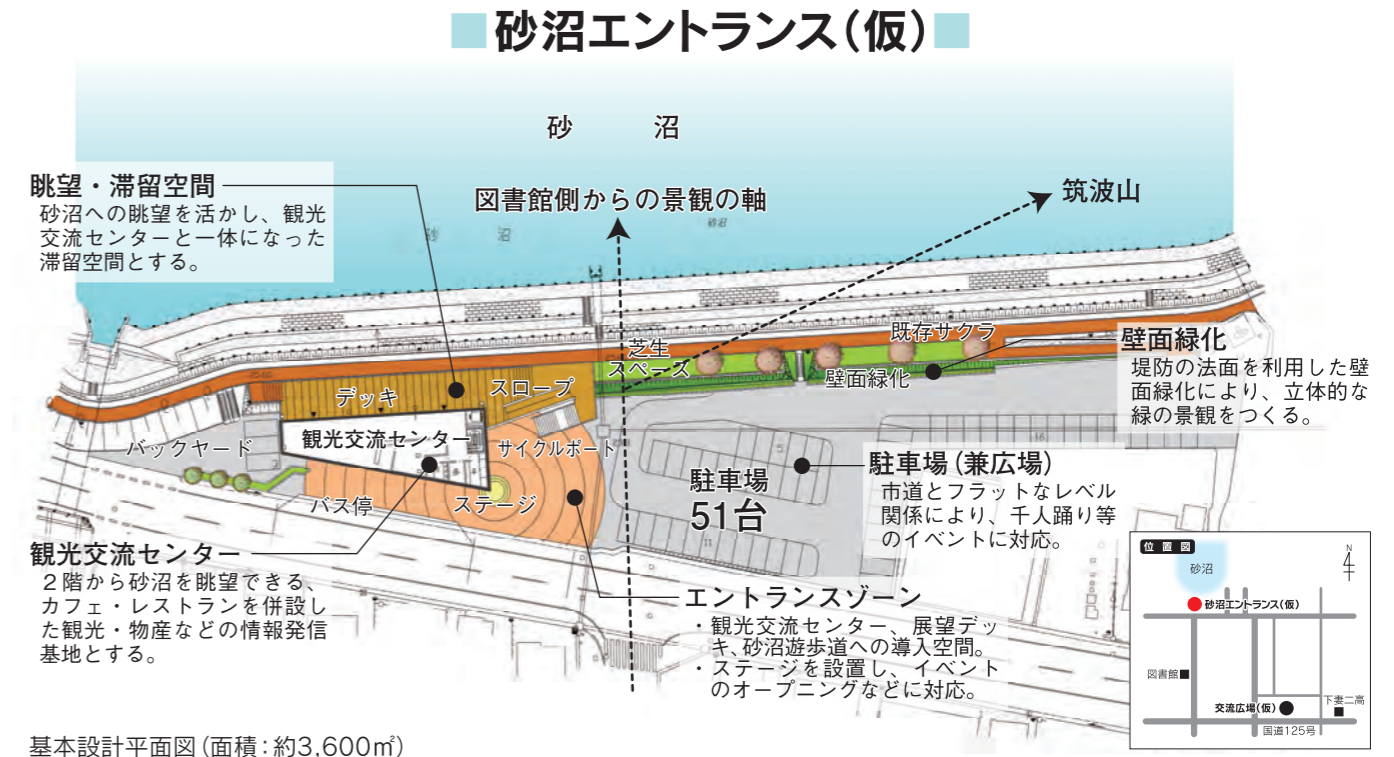 砂沼エントランス(仮)
砂 沼
眺望・滞留空間
砂沼への眺望を活かし、観光
交流センターと一体になった
滞留空間とする。
図書館側からの景観の軸
筑波山
砂 沼
砂沼
既存サクラ
芝生
スペース
壁面緑化
壁面緑化
堤防の法面を利用した壁
面緑化により、立体的な
緑の景観をつくる。
デッキ
スロープ
バックヤード
観光交流センター
サイクルポート
バス停
ステージ
駐車場
51台
5
16
11
駐車場(兼広場)
市道とフラットなレベル
関係により、千人踊り等
のイベントに対応。
観光交流センター
2階から砂沼を眺望できる、
カフェ・レストランを併設し
た観光・物産などの情報発信
基地とする。
エントランスゾーン
・観光交流センター、展望デッ
キ、砂沼遊歩道への導入空間。
・ステージを設置し、イベント
のオープニングなどに対応。
位置図
N
砂沼
砂沼エントランス(仮)
図書館
交流広場(仮)
下妻二高
国道125号
基本設計平面図(面積:約3,600㎡)